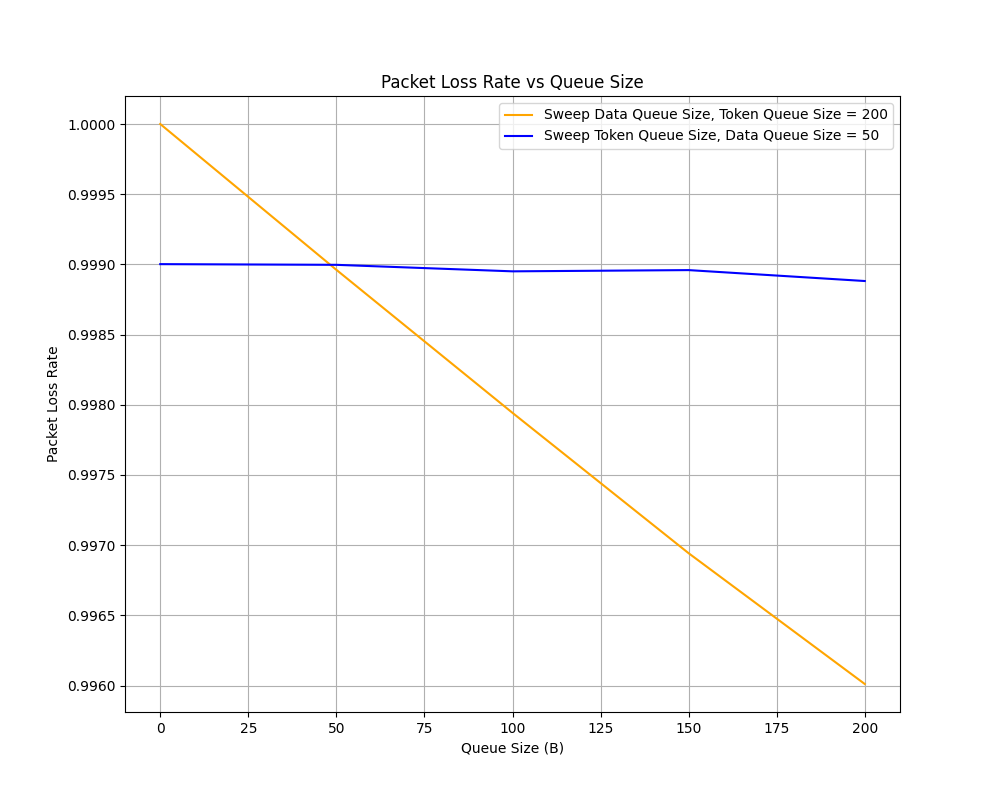 Packet Loss Rate vs Queue Size
Sweep Data Queue Size, Token Queue Size = 200
Sweep Token Queue Size, Data Queue Size = 50
Packet Loss Rate
1.0000
0.9995
0.9990
0.9985
0.9980
0.9975
0.9970
0.9965
0.9960
0 25 50 75 100 125 150 175 200
Queue Size (B)